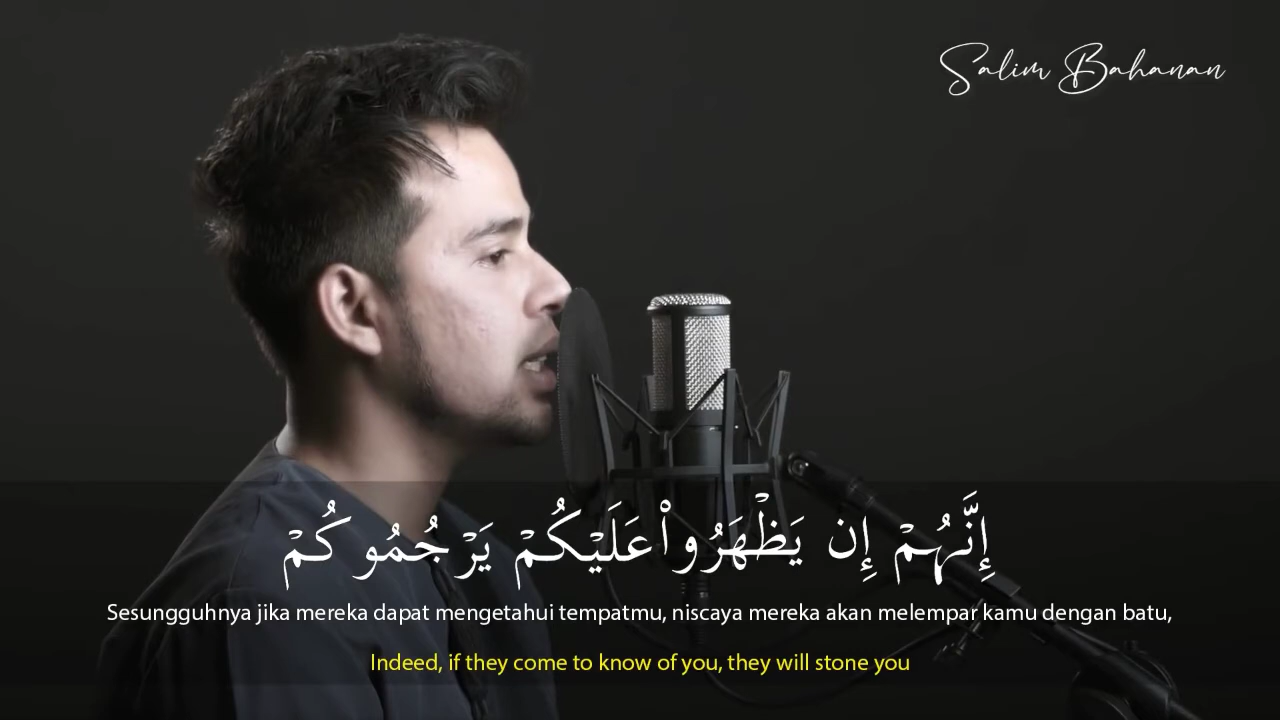 Salim Bahanan
إِنَّهُمْ إِن يَظْهَرُوا۟ عَلَيْكُمْ يَرْجُمُوكُمْ
Sesungguhnya jika mereka dapat mengetahui tempatmu, niscaya mereka akan melempar kamu dengan batu,
Indeed, if they come to know of you, they will stone you